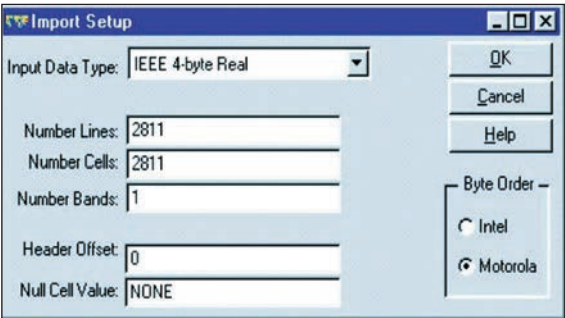 Import Setup
Input Data Type: IEEE 4-byte Real
OK
Cancel
Number Lines: 2811
Help
Number Cells: 2811
Number Bands: 1
Byte Order
Intel
Header Offset: 0
Motorola
Null Cell Value: NONE